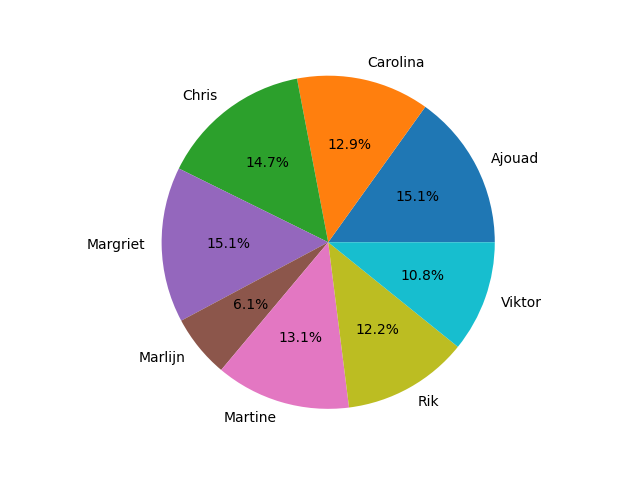 Carolina
Chris
Ajouad
12.9%
14.7%
15.1%
Margriet
15.1%
10.8%
Viktor
6.1%
12.2%
13.1%
Marlijn
Rik
Martine